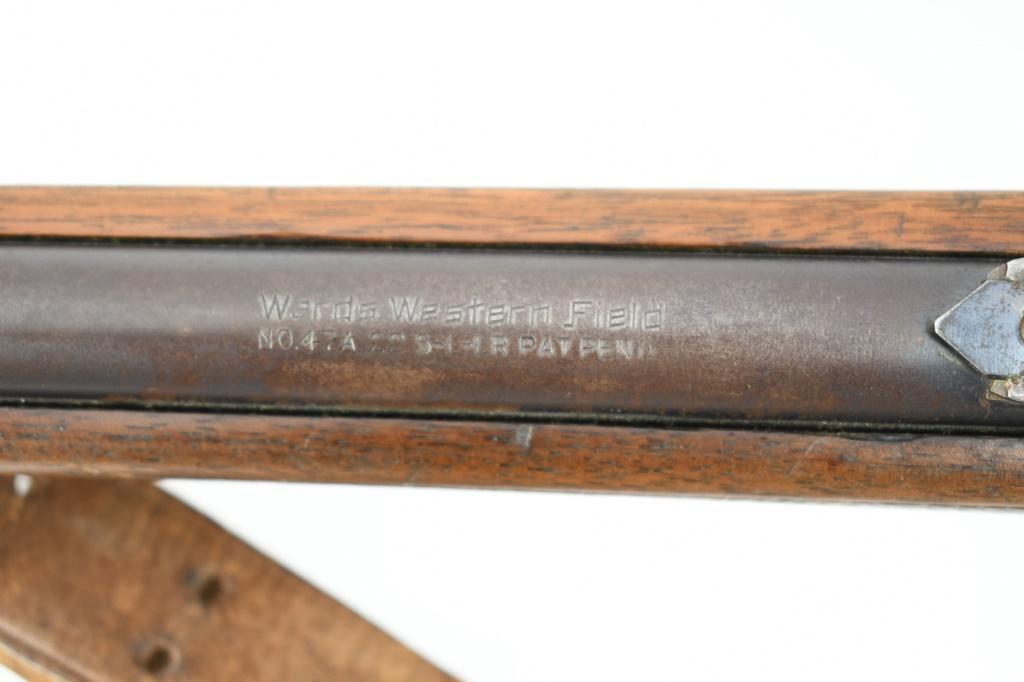 Wards Western Field
NO.47A 22 S-L-LR PAT PEND